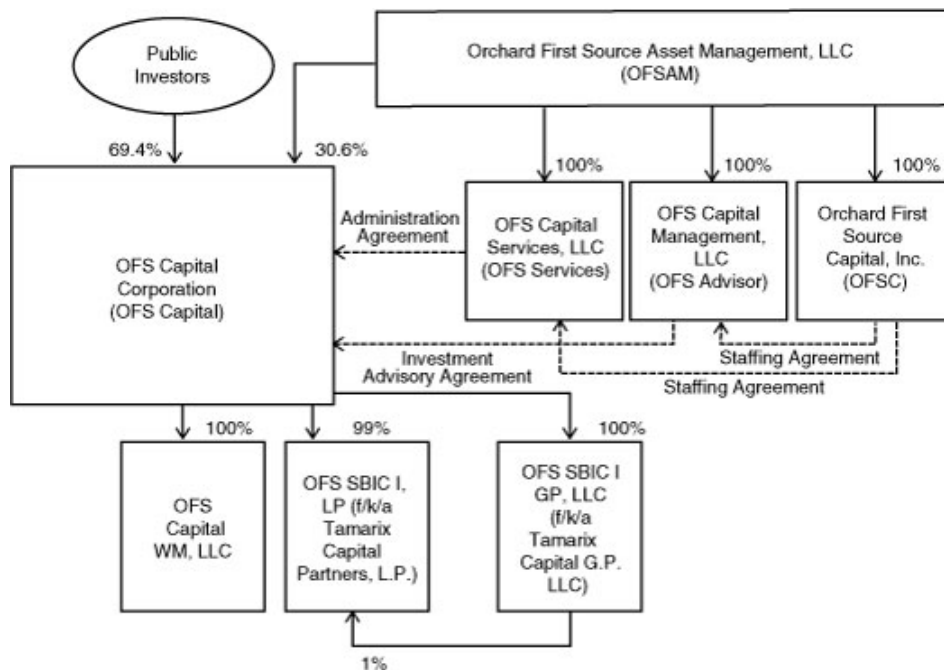 Public
Investors
Orchard First Source Asset Management, LLC
(OFSAM)
69.4%
30.6%
100%
100%
100%
OFS Capital
Corporation
(OFS Capital)
Administration
Agreement
OFS Capital
Services, LLC
(OFS Services)
OFS Capital
Management,
LLC
(OFS Advisor)
Orchard First
Source
Capital, Inc.
(OFSC)
Investment
Advisory Agreement
Staffing Agreement
Staffing Agreement
100%
99%
100%
OFS
Capital
WM, LLC
OFS SBIC I,
LP (f/k/a
Tamarix
Capital
Partners, L.P.)
OFS SBIC I
GP, LLC
(f/k/a
Tamarix
Capital G.P.
LLC)
1%